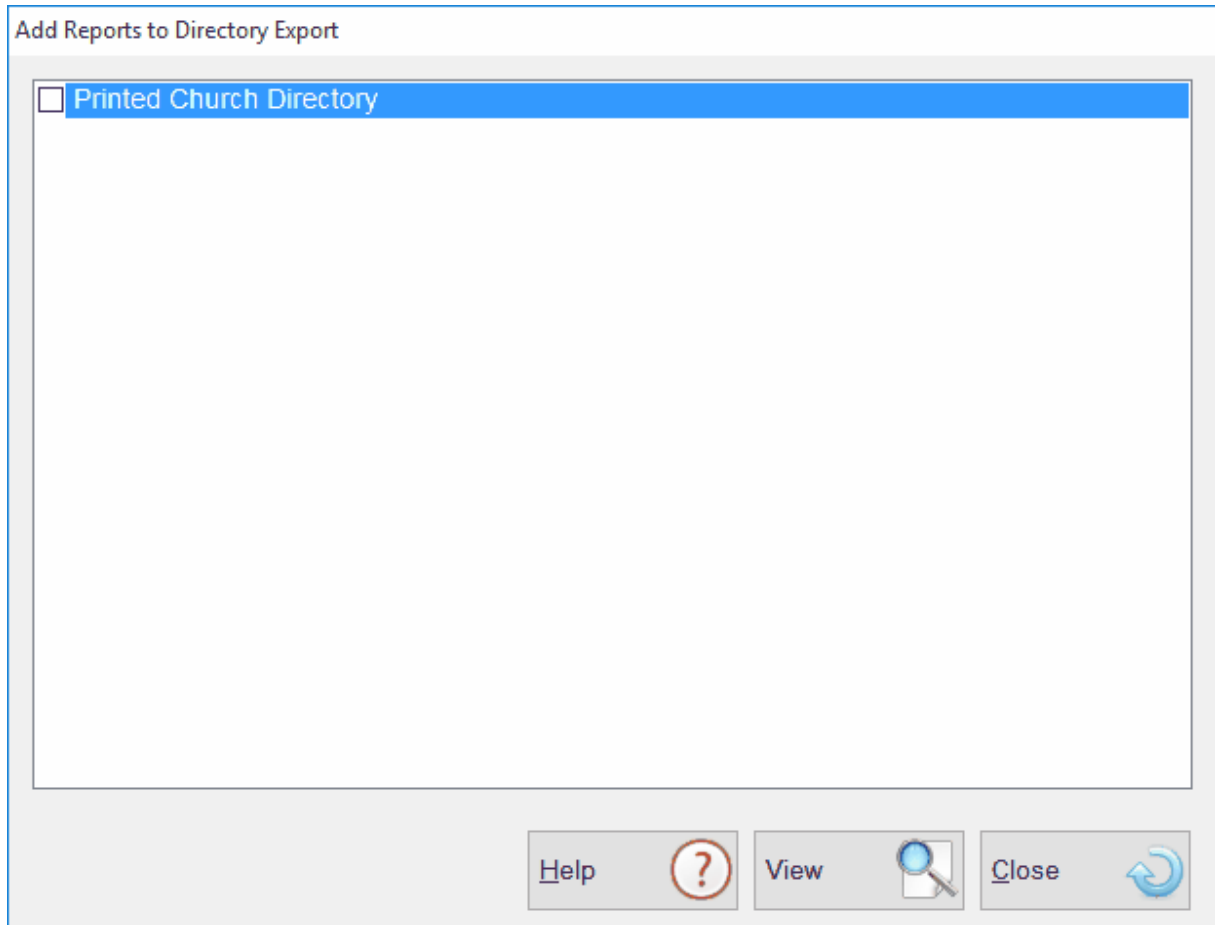 Add Reports to Directory Export
Printed Church Directory
Help
View
Close